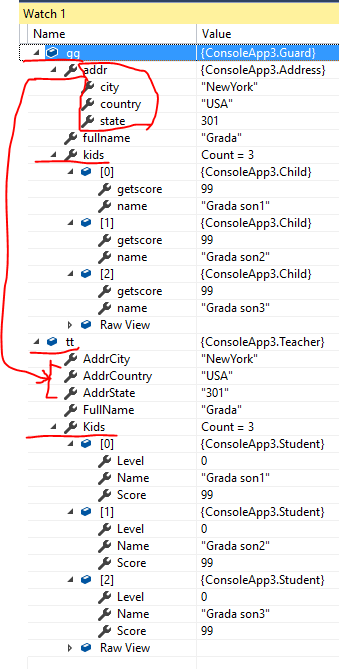 Watch 1
Name Value
gg {ConsoleApp3.Guard}
addr {ConsoleApp3.Address}
city "NewYork"
country "USA"
state 301
fullname "Grada"
kids Count = 3
[0] {ConsoleApp3.Child}
getscore 99
name "Grada son1"
[1] {ConsoleApp3.Child}
getscore 99
name "Grada son2"
[2] {ConsoleApp3.Child}
getscore 99
name "Grada son3"
Raw View
tt {ConsoleApp3.Teacher}
AddrCity "NewYork"
AddrCountry "USA"
AddrState "301"
FullName "Grada"
Kids Count = 3
[0] {ConsoleApp3.Student}
Level 0
Name "Grada son1"
Score 99
[1] {ConsoleApp3.Student}
Level 0
Name "Grada son2"
Score 99
[2] {ConsoleApp3.Student}
Level 0
Name "Grada son3"
Score 99
Raw View